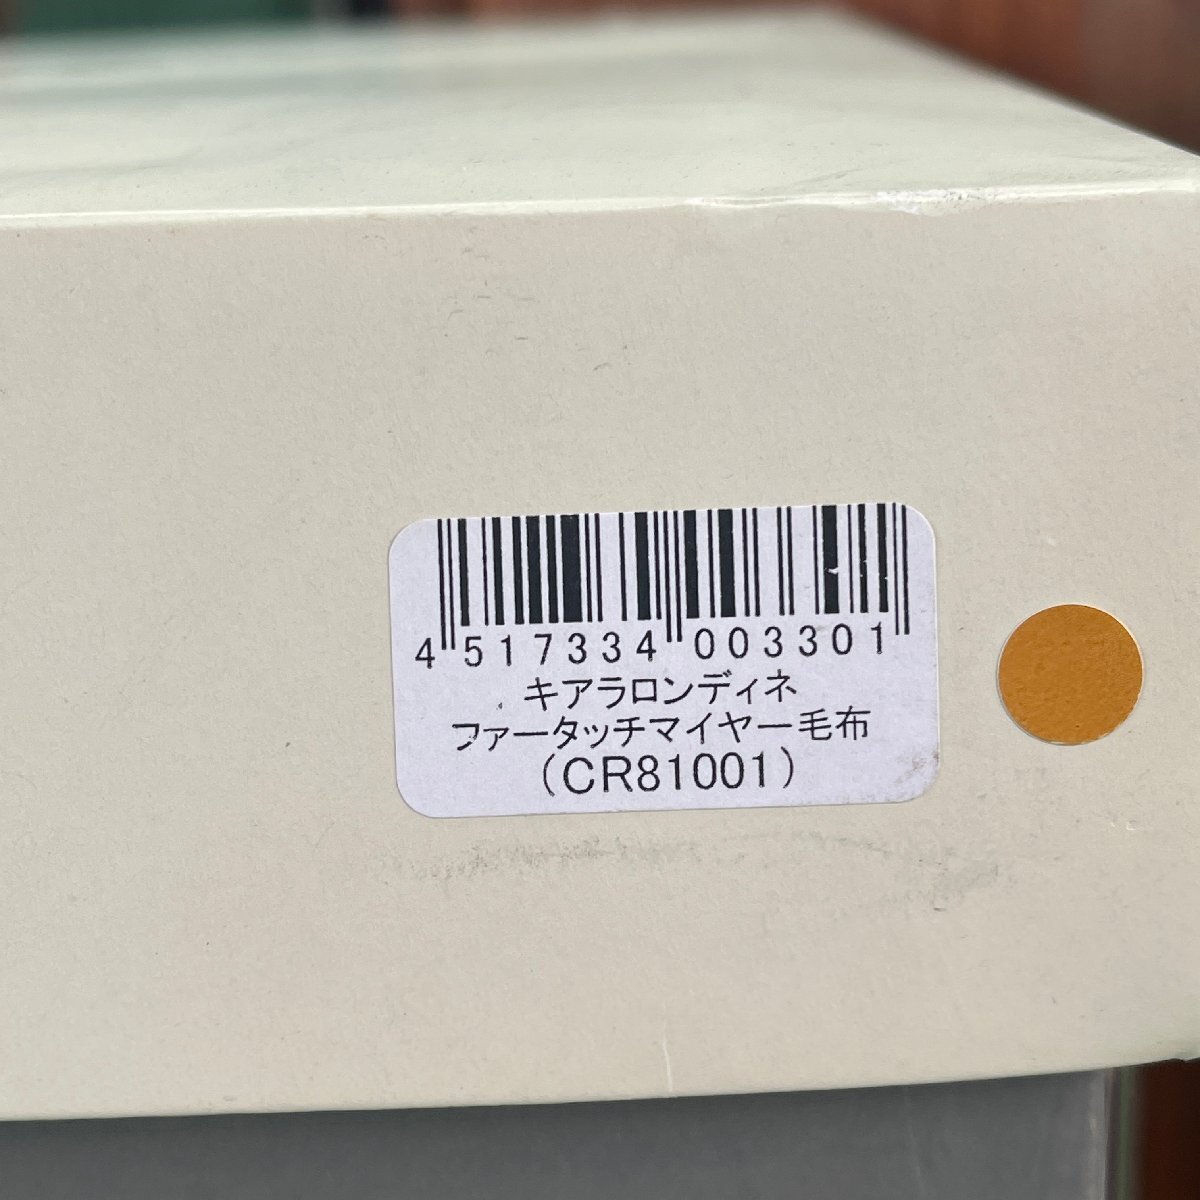 4 517334 003301
キアラロンディネ
ファータッチマイヤー毛布
（CR81001）